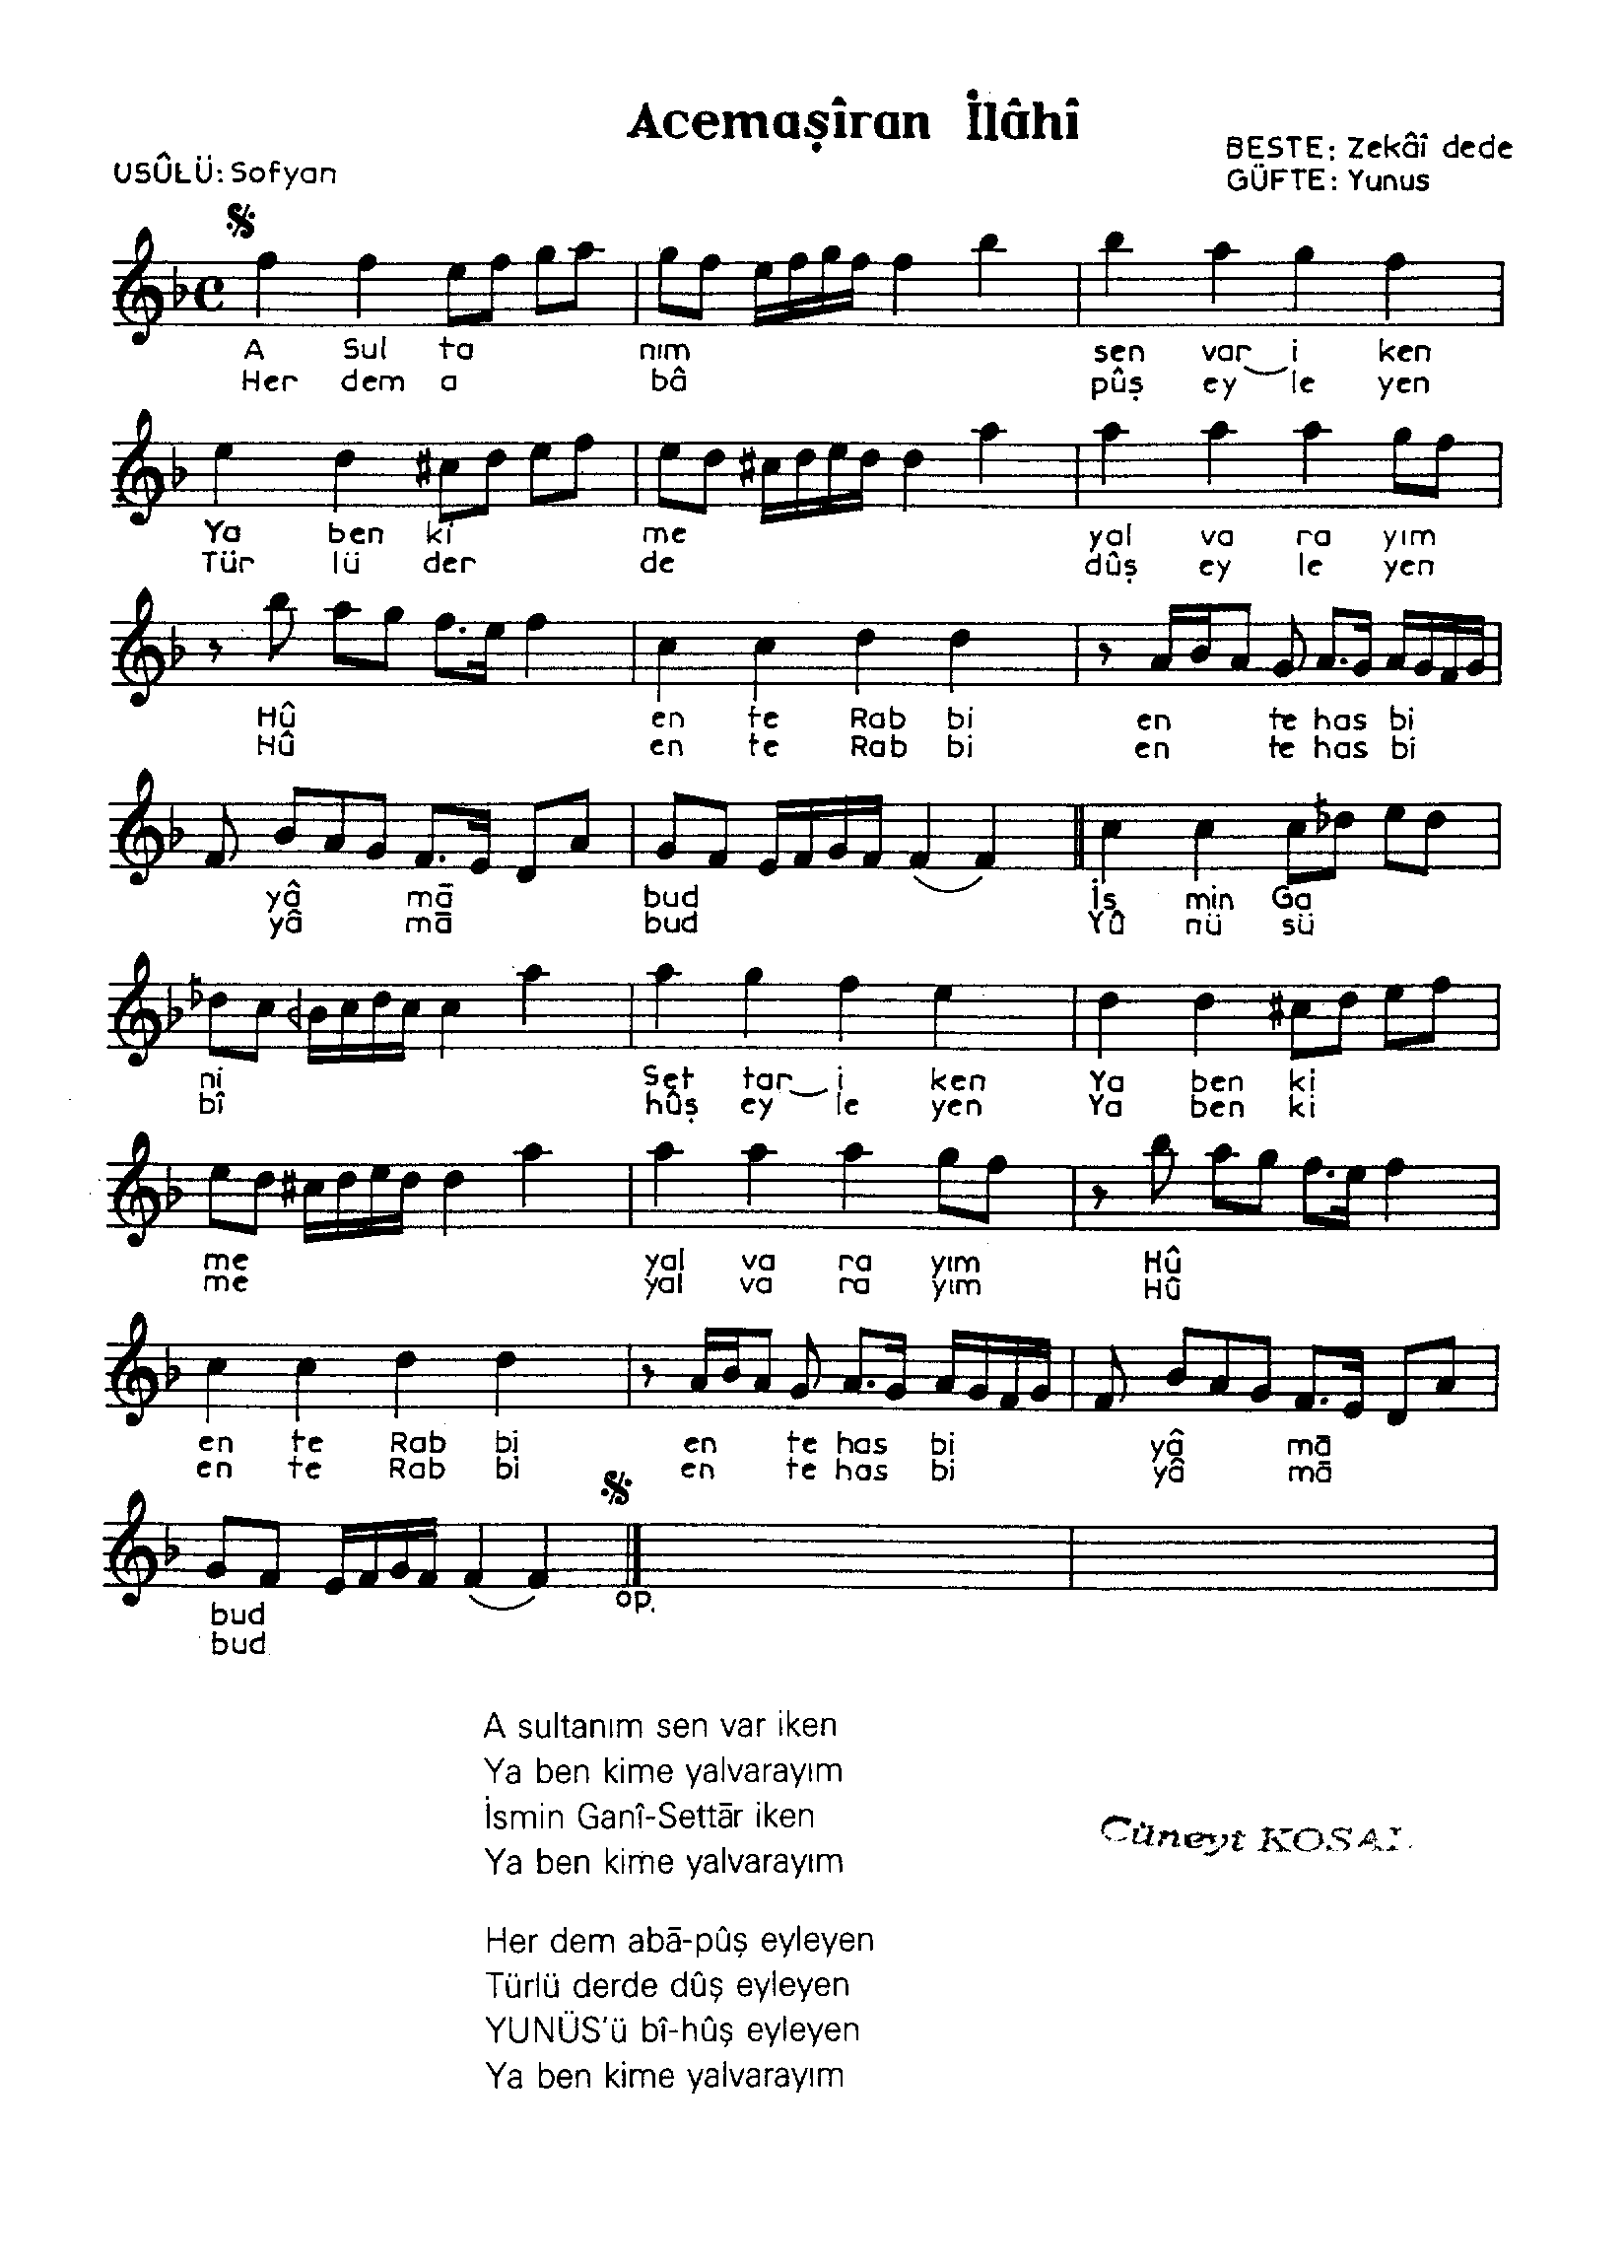 Acemaşîran İlâhî
BESTE: Zekâî dede
USÛLÜ: Sofyan
GÜFTE: Yunus
A Sul ta nım sen var i ken
Her dem a bâ pûş ey le yen
Ya ben ki me yal va ra yım
Tür lü der de dûş ey le yen
Hû en te Rab bi en te has bi
Hû en te Rab bi en te has bi
yâ mā bud İs min Ga
yâ mā bud Yû nü sü
ni Set tar i ken Ya ben ki
bî hûş ey le yen Ya ben ki
me yal va ra yım Hû
me yal va ra yım Hû
en te Rab bi en te has bi yâ mā
en te Rab bi en te has bi yâ mā
op.
bud
bud
A sultanım sen var iken
Ya ben kime yalvarayım
İsmin Ganî-Settār iken
Ya ben kime yalvarayım
Her dem abā-pûş eyleyen
Türlü derde dûş eyleyen
YUNÜS'ü bî-hûş eyleyen
Ya ben kime yalvarayım
Cüneyt KOSAL